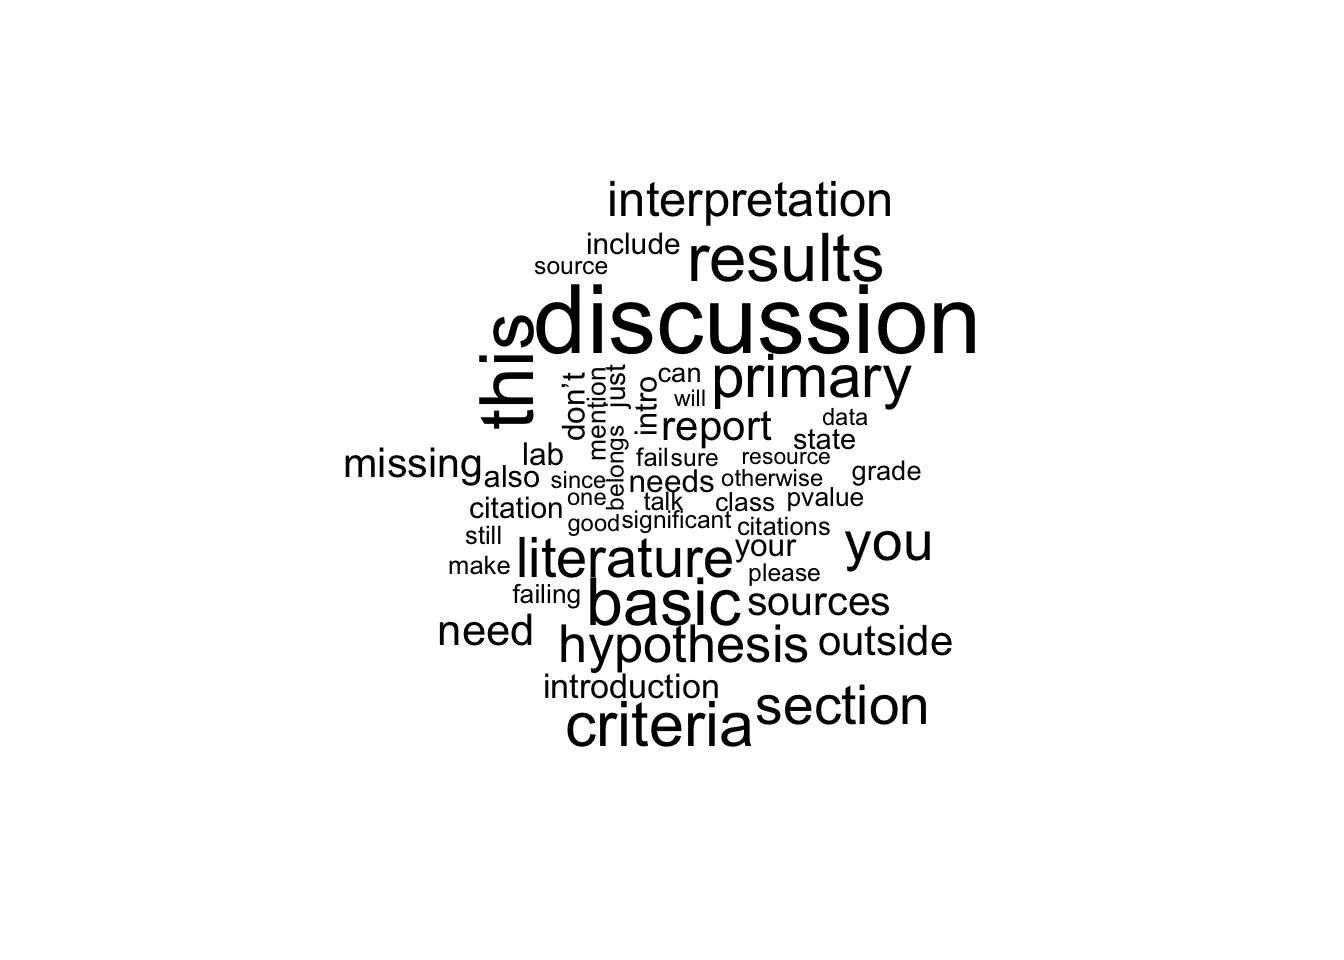 interpretation
include
results
source
discussion
this
can
primary
don't
mention
just
intro
will
report
data
state
belongs
missing
lab
also
fail
sure
resource
since
needs
otherwise
grade
one
talk
class
pvalue
citation
good
significant
citations
still
literature
your
you
make
please
failing
basic
sources
need
hypothesis
outside
introduction
criteria
section